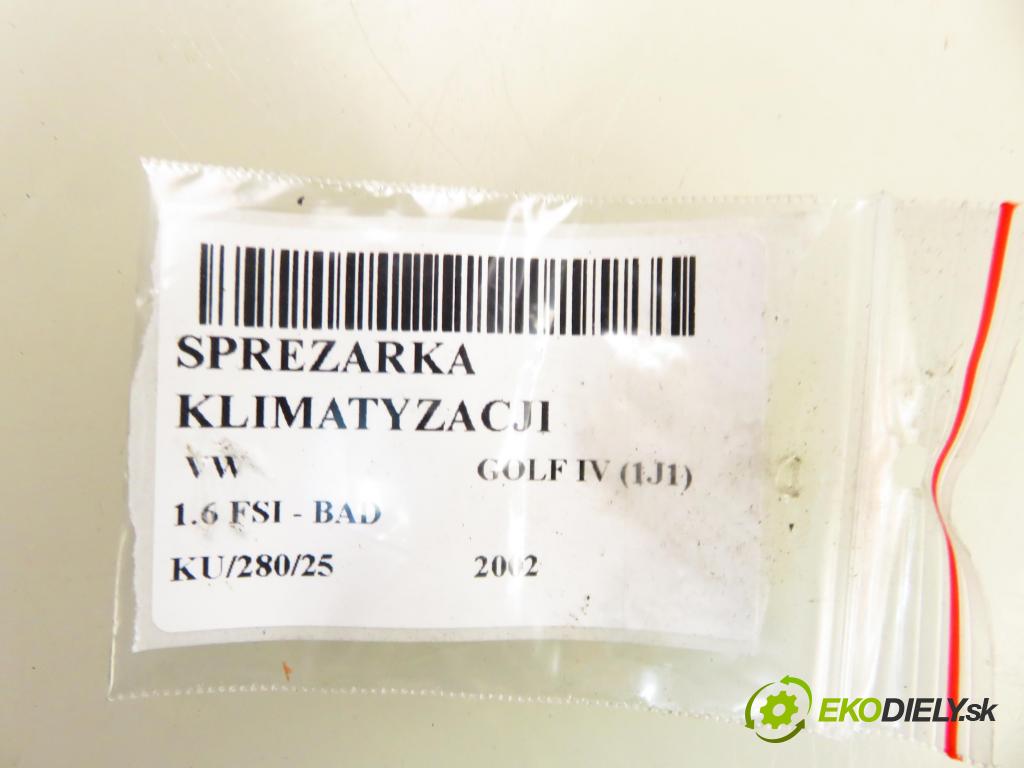 SPREZARKA
KLIMATYZACJI
VW GOLF IV (1J1)
1.6 FSI - BAD
KU/280/25 2002
EKODIELY.sk